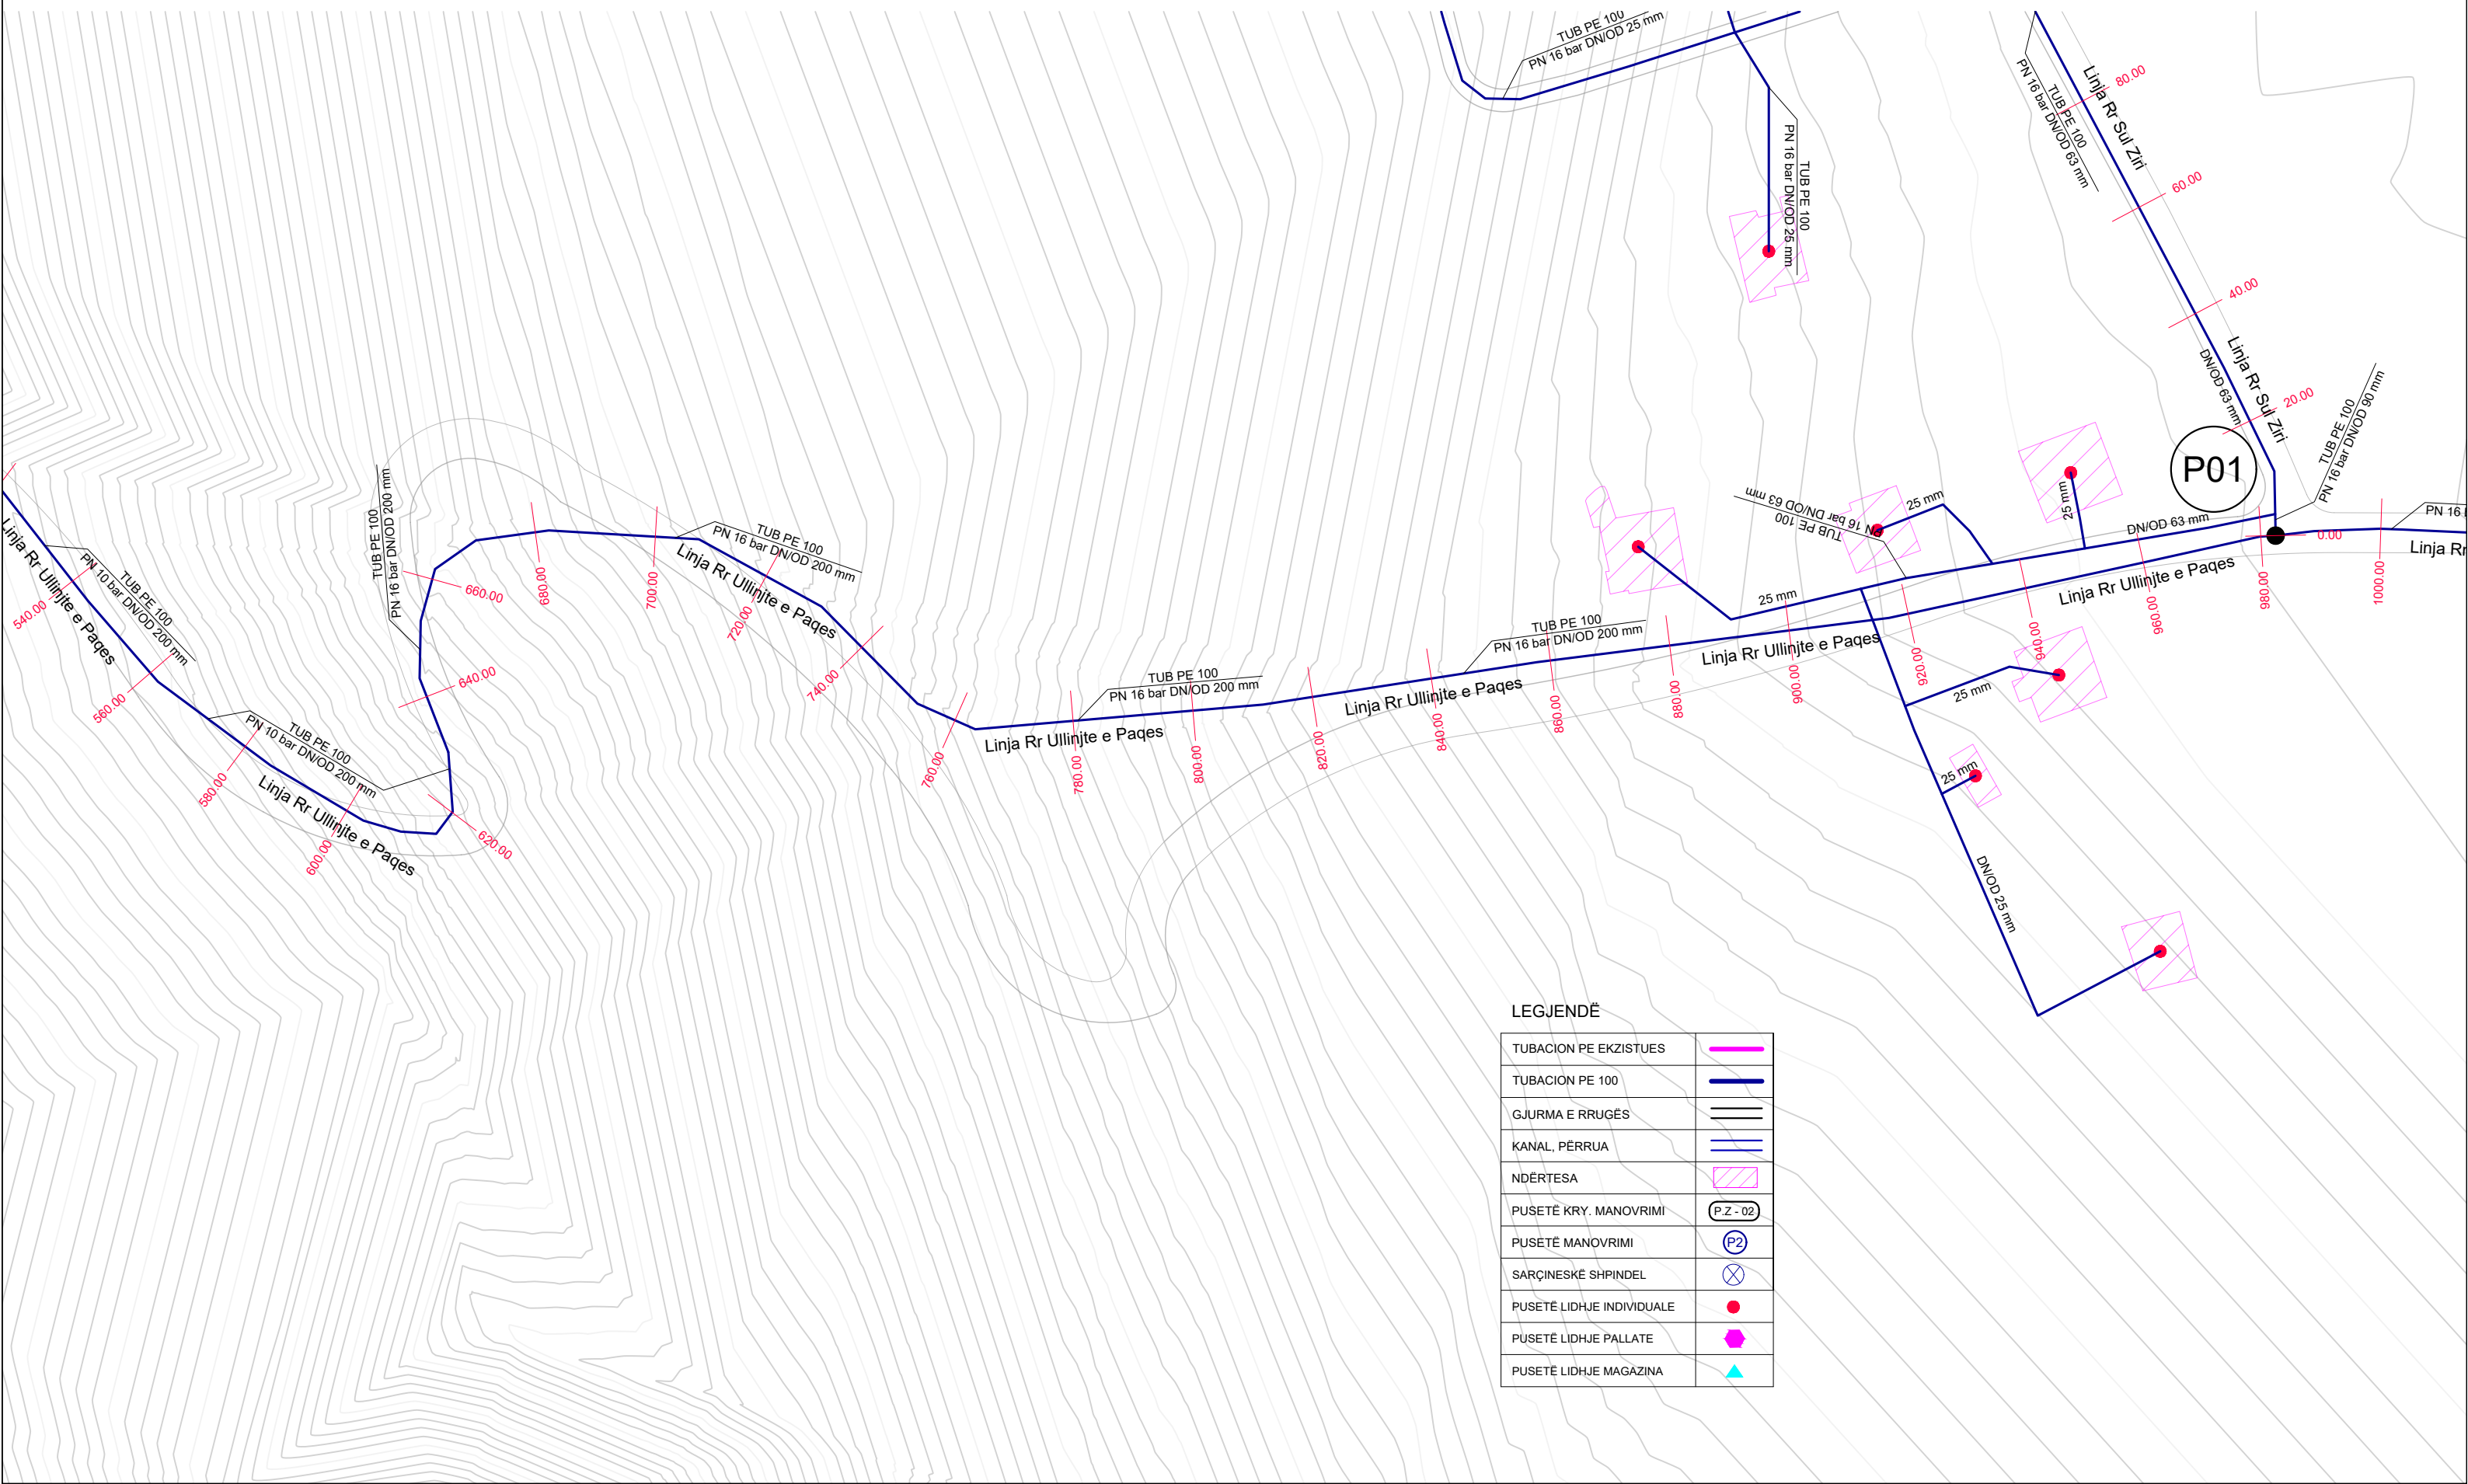 TUB PE 100
PN 16 bar DN/OD 25 mm
TUB PE 100
PN 16 bar DN/OD 25 mm
TUB PE 100
PN 16 bar DN/OD 63 mm
Linja Rr Sul Ziri
80.00
60.00
40.00
20.00
0.00
DN/OD 63 mm
Linja Rr Sul Ziri
P01
TUB PE 100
PN 16 bar DN/OD 90 mm
PN 16
Linja Rr
TUB PE 100
PN 16 bar DN/OD 63 mm
25 mm
25 mm
DN/OD 63 mm
25 mm
25 mm
25 mm
DN/OD 25 mm
Linja Rr Ullinjte e Paqes
540.00
TUB PE 100
PN 10 bar DN/OD 200 mm
560.00
TUB PE 100
PN 10 bar DN/OD 200 mm
580.00
Linja Rr Ullinjte e Paqes
600.00
620.00
640.00
TUB PE 100
PN 16 bar DN/OD 200 mm
660.00
680.00
700.00
TUB PE 100
PN 16 bar DN/OD 200 mm
Linja Rr Ullinjte e Paqes
720.00
740.00
760.00
TUB PE 100
PN 16 bar DN/OD 200 mm
Linja Rr Ullinjte e Paqes
780.00
800.00
820.00
TUB PE 100
PN 16 bar DN/OD 200 mm
Linja Rr Ullinjte e Paqes
840.00
860.00
880.00
Linja Rr Ullinjte e Paqes
900.00
920.00
940.00
Linja Rr Ullinjte e Paqes
960.00
980.00
1000.00
LEGJENDË
TUBACION PE EKZISTUES
TUBACION PE 100
GJURMA E RRUGËS
KANAL, PËRRUA
NDËRTESA
PUSETË KRY. MANOVRIMI P.Z - 02
PUSETË MANOVRIMI P2
SARÇINESKË SHPINDEL
PUSETË LIDHJE INDIVIDUALE
PUSETË LIDHJE PALLATE
PUSETË LIDHJE MAGAZINA